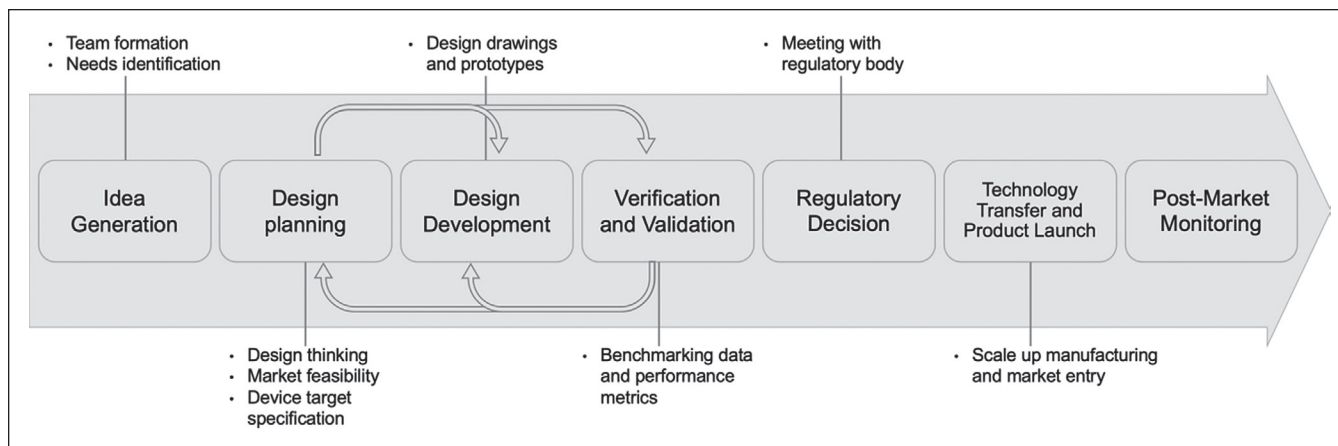 • Team formation
• Needs identification
• Design drawings
and prototypes
• Meeting with
regulatory body
Idea
Generation
Design
planning
Design
Development
Verification
and Validation
Regulatory
Decision
Technology
Transfer and
Product Launch
Post-Market
Monitoring
• Design thinking
• Market feasibility
• Device target
specification
• Benchmarking data
and performance
metrics
• Scale up manufacturing
and market entry